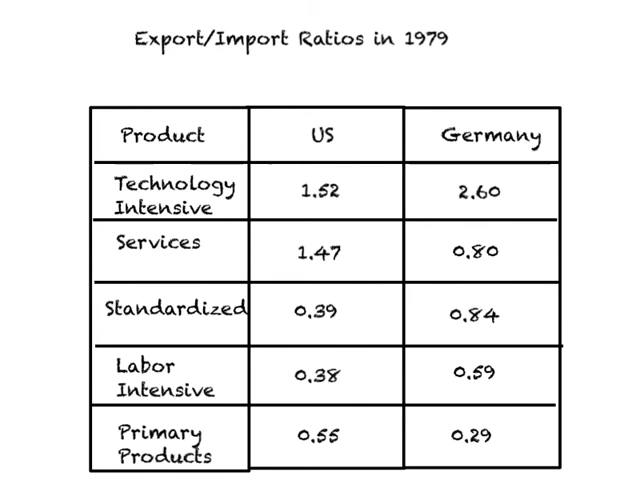 Export/Import Ratios in 1979
Product US Germany
Technology
Intensive 1.52 2.60
Services 1.47 0.80
Standardized 0.39 0.84
Labor
Intensive 0.38 0.59
Primary
Products 0.55 0.29